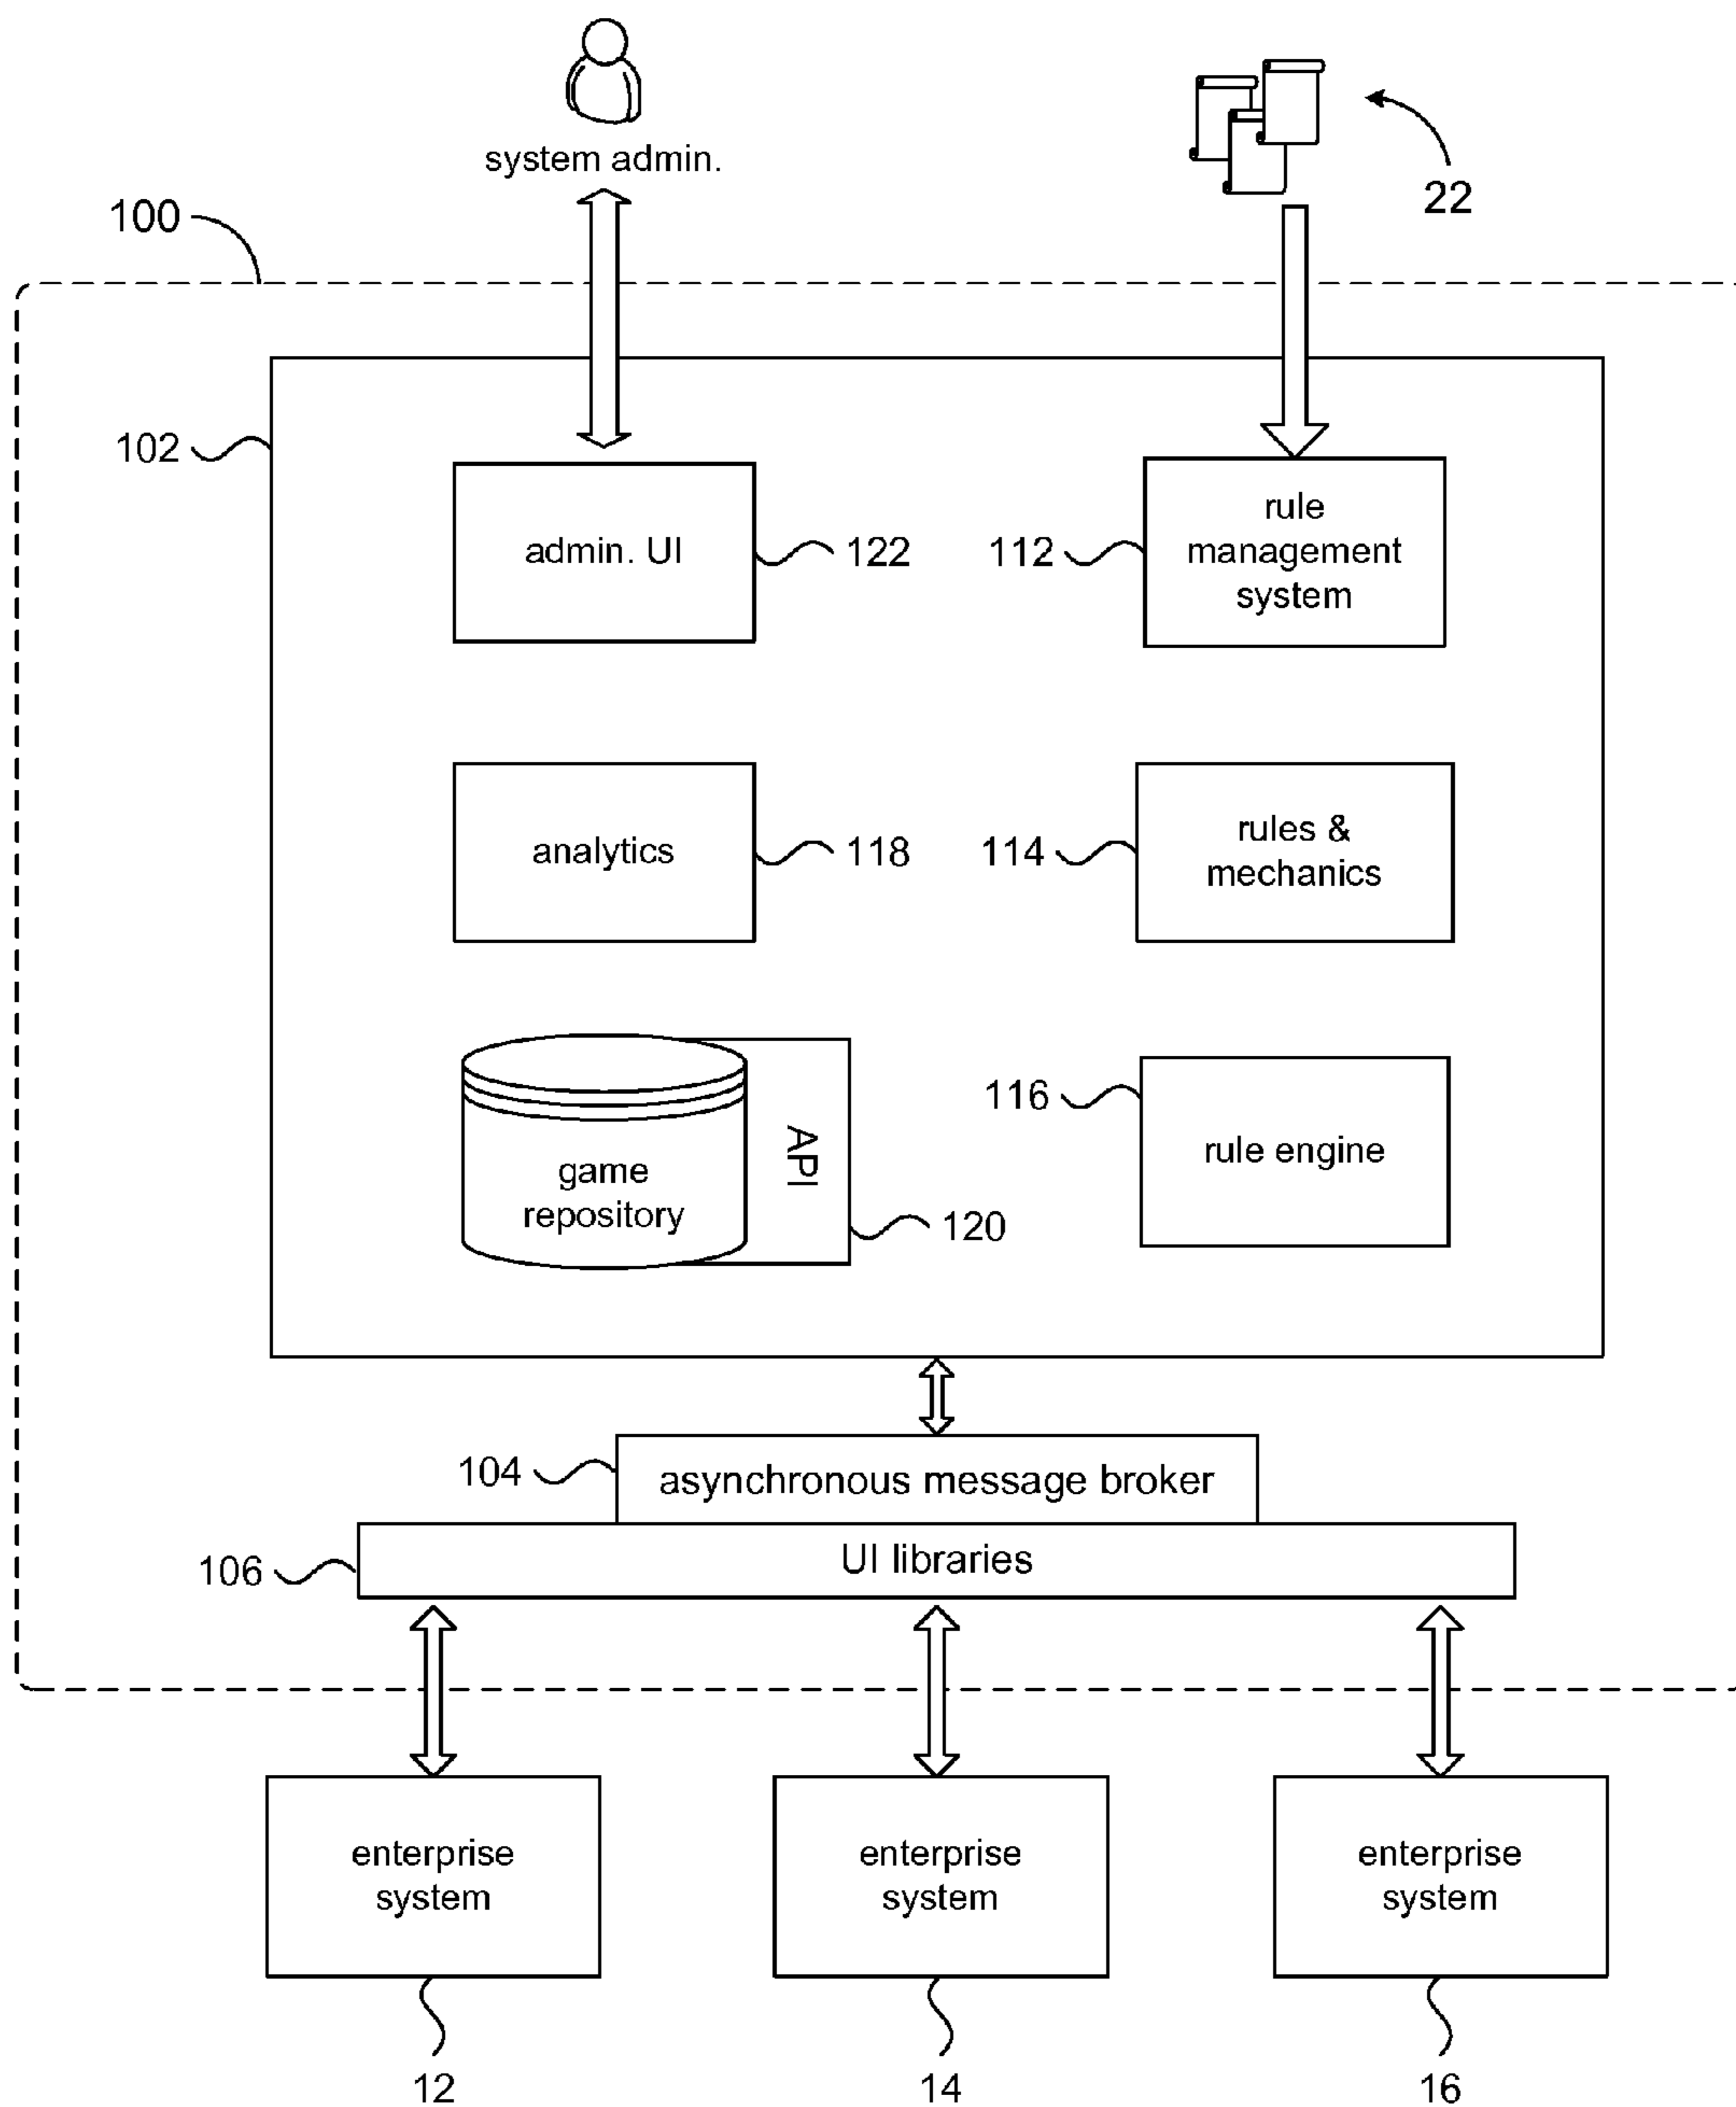 system admin.
22
100
102
admin. UI
122
112
rule
management
system
analytics
118
114
rules &
mechanics
game
repository
API
120
116
rule engine
104
asynchronous message broker
106
UI libraries
enterprise
system
enterprise
system
enterprise
system
12
14
16